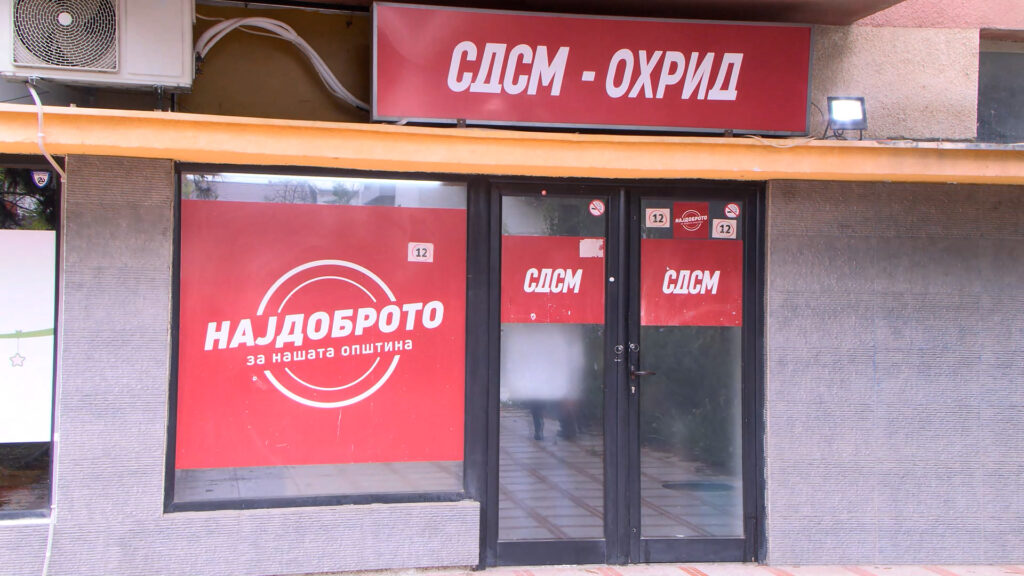 СДСМ - ОХРИД
12
НАЈДОБРОТО
за нашата општина
СДСМ
СДСМ
12
НАЈДОБРОТО
12